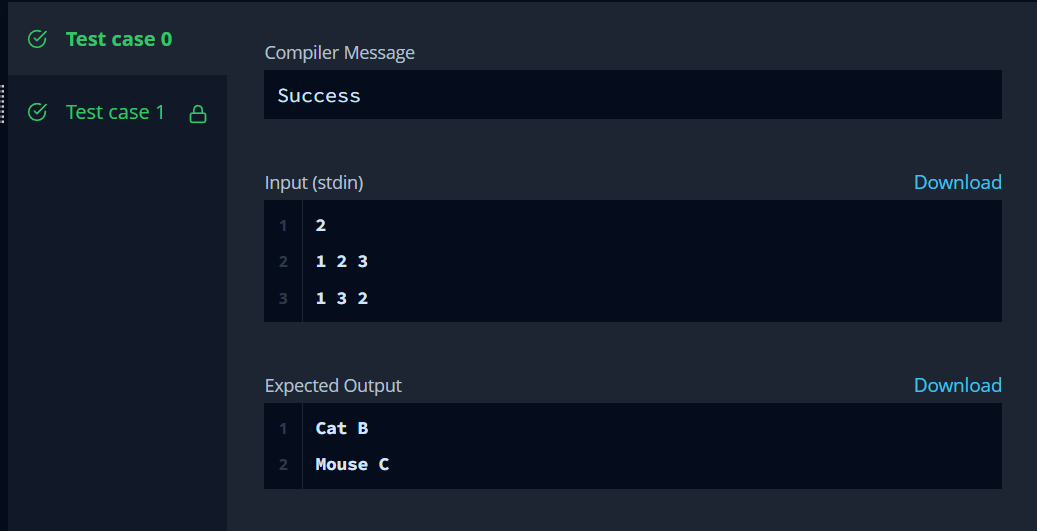 Test case 0
Test case 1
Compiler Message
Success
Input (stdin)
Download
1 2
2 1 2 3
3 1 3 2
Expected Output
Download
1 Cat B
2 Mouse C